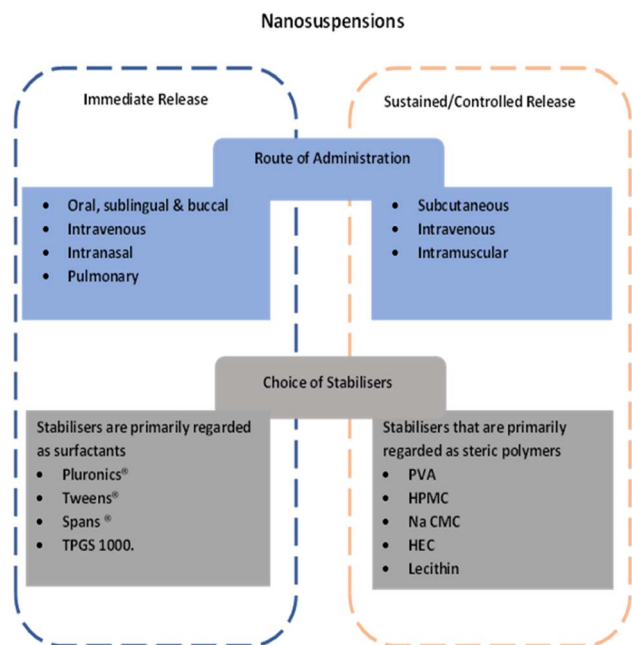 Nanosuspensions
Immediate Release
Sustained/Controlled Release
Route of Administration
• Oral, sublingual & buccal
• Intravenous
• Intranasal
• Pulmonary
• Subcutaneous
• Intravenous
• Intramuscular
Choice of Stabilisers
Stabilisers are primarily regarded
as surfactants
• Pluronics®
• Tweens®
• Spans ®
• TPGS 1000.
Stabilisers that are primarily
regarded as steric polymers
• PVA
• HPMC
• Na CMC
• HEC
• Lecithin